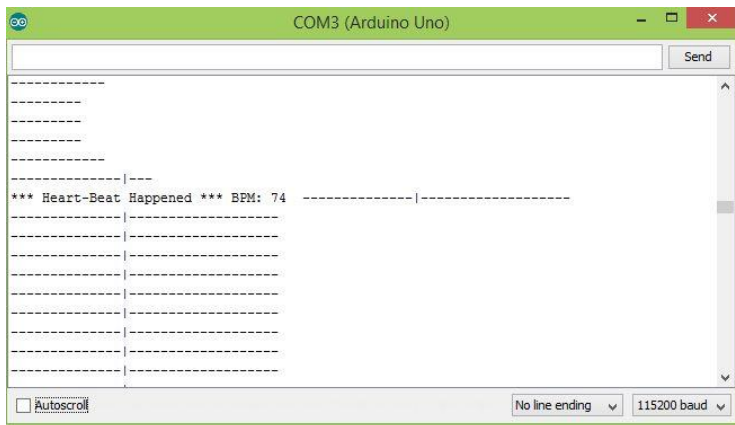 COM3 (Arduino Uno)
Send
------------
---------
---------
---------
------------
--------------|---
*** Heart-Beat Happened *** BPM: 74  --------------|-------------------
--------------|-------------------
--------------|-------------------
--------------|-------------------
--------------|-------------------
--------------|-------------------
--------------|-------------------
--------------|-------------------
--------------|-------------------
--------------|-------------------
Autoscroll
No line ending
115200 baud